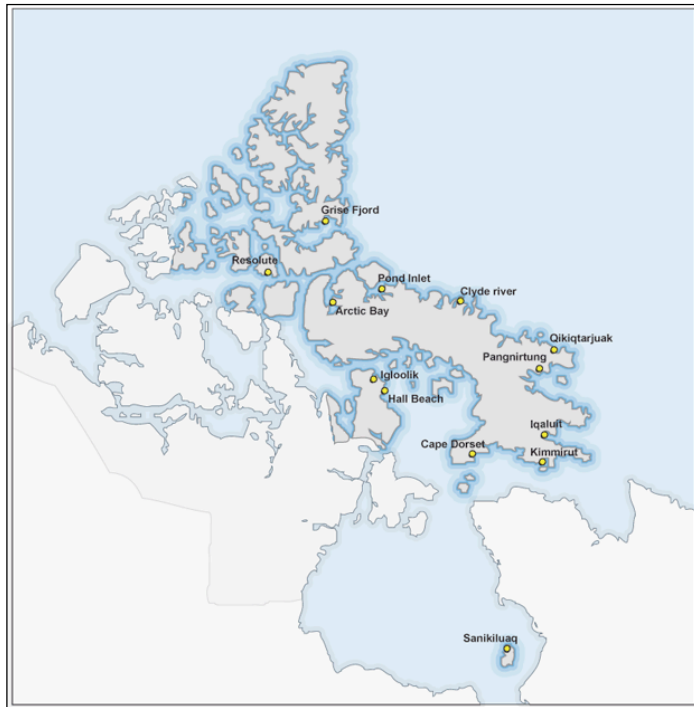 Grise Fjord
Resolute
Pond Inlet
Clyde river
Arctic Bay
Qikiqtarjuak
Pangnirtung
Igloolik
Hall Beach
Iqaluit
Cape Dorset
Kimmirut
Sanikiluaq